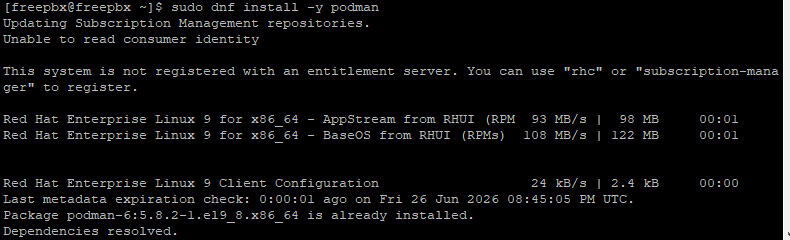 [freepbx@freepbx ~]$ sudo dnf install -y podman
Updating Subscription Management repositories.
Unable to read consumer identity
This system is not registered with an entitlement server. You can use "rhc" or "subscription-mana
ger" to register.
Red Hat Enterprise Linux 9 for x86_64 - AppStream from RHUI (RPM  93 MB/s |  98 MB     00:01
Red Hat Enterprise Linux 9 for x86_64 - BaseOS from RHUI (RPMs)  108 MB/s | 122 MB     00:01
Red Hat Enterprise Linux 9 Client Configuration                   24 kB/s | 2.4 kB     00:00
Last metadata expiration check: 0:00:01 ago on Fri 26 Jun 2026 08:45:05 PM UTC.
Package podman-6:5.8.2-1.el9_8.x86_64 is already installed.
Dependencies resolved.